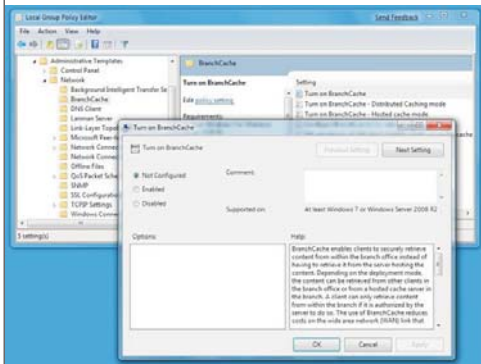 Local Group Policy Editor
Send Feedback
File Action View Help
Administrative Templates
Control Panel
Network
Background Intelligent Transfer Se
BranchCache
DNS Client
Lanman Server
Link-Layer Topol
Microsoft Peer-t
Network Connec
Network Connec
Offline Files
QoS Packet Sche
SNMP
SSL Configuratio
TCPIP Settings
Windows Connec
5 setting(s)
BranchCache
Turn on BranchCache
Edit policy setting
Requirements:
Setting
Turn on BranchCache
Turn on BranchCache - Distributed Caching mode
Turn on BranchCache - Hosted cache mode
Turn on BranchCache
Turn on BranchCache
Previous Setting
Next Setting
Not Configured
Enabled
Disabled
Comment:
Supported on:
At least Windows 7 or Windows Server 2008 R2
Options:
Help:
BranchCache enables clients to securely retrieve
content from within the branch office instead of
having to retrieve it from the server hosting the
content. Depending on the deployment mode,
the content can be retrieved from other clients in
the branch office or from a hosted cache server in
the branch. A client can only retrieve content
from within the branch if it is authorized by the
server to do so. The use of BranchCache reduces
costs on the wide area network (WAN) link that
OK
Cancel
Apply